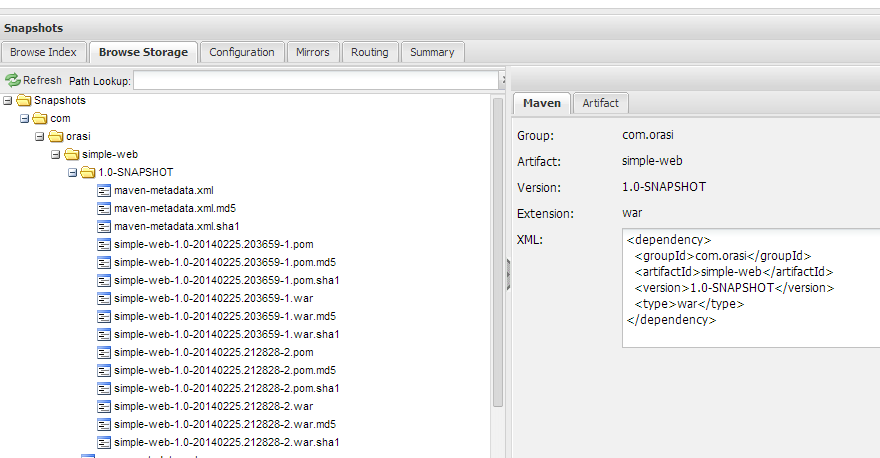 Snapshots
Browse Index Browse Storage Configuration Mirrors Routing Summary
Refresh Path Lookup:
Snapshots
com
orasi
simple-web
1.0-SNAPSHOT
maven-metadata.xml
maven-metadata.xml.md5
maven-metadata.xml.sha1
simple-web-1.0-20140225.203659-1.pom
simple-web-1.0-20140225.203659-1.pom.md5
simple-web-1.0-20140225.203659-1.pom.sha1
simple-web-1.0-20140225.203659-1.war
simple-web-1.0-20140225.203659-1.war.md5
simple-web-1.0-20140225.203659-1.war.sha1
simple-web-1.0-20140225.212828-2.pom
simple-web-1.0-20140225.212828-2.pom.md5
simple-web-1.0-20140225.212828-2.pom.sha1
simple-web-1.0-20140225.212828-2.war
simple-web-1.0-20140225.212828-2.war.md5
simple-web-1.0-20140225.212828-2.war.sha1
Maven Artifact
Group: com.orasi
Artifact: simple-web
Version: 1.0-SNAPSHOT
Extension: war
XML:
<dependency>
<groupId>com.orasi</groupId>
<artifactId>simple-web</artifactId>
<version>1.0-SNAPSHOT</version>
<type>war</type>
</dependency>